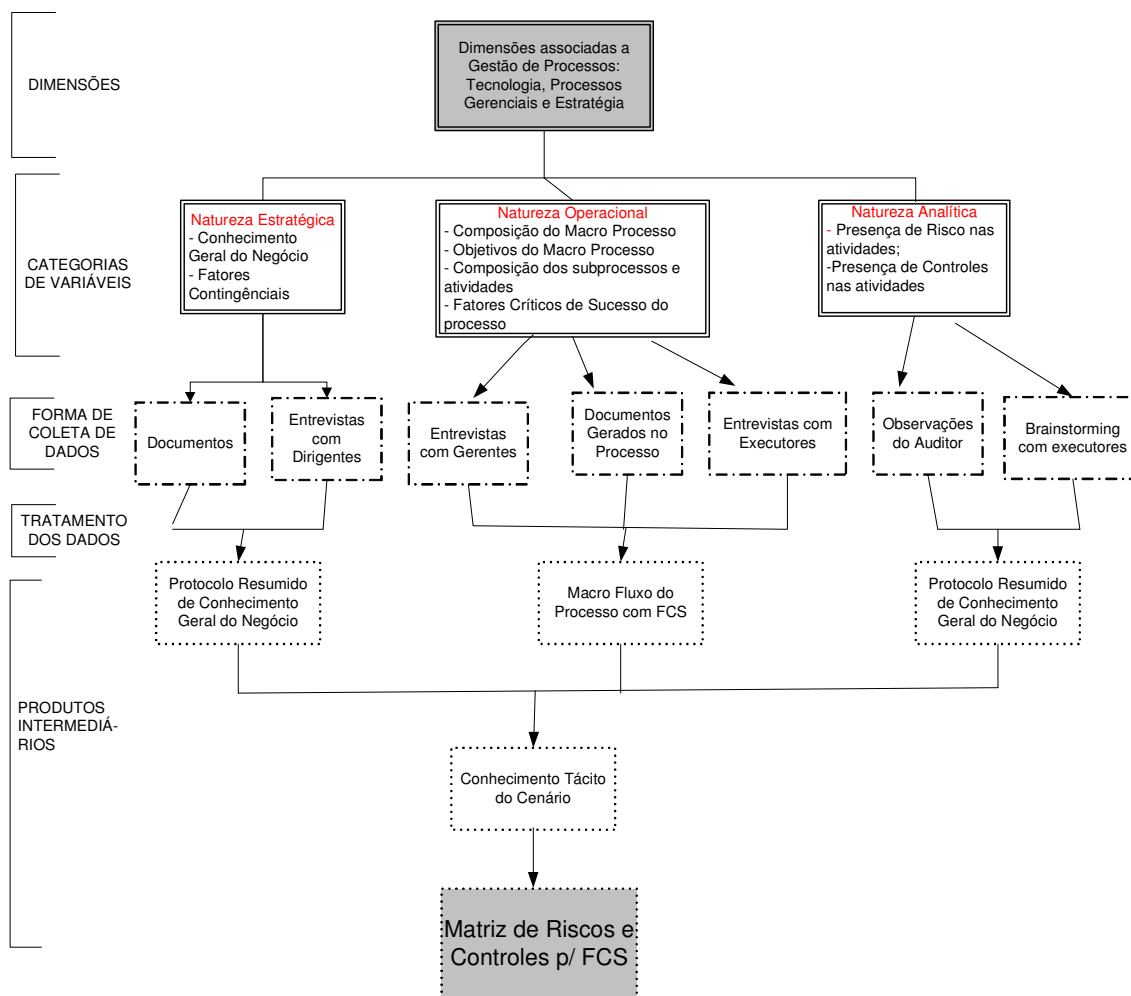 DIMENSÕES
Dimensões associadas a
Gestão de Processos:
Tecnologia, Processos
Gerenciais e Estratégia
CATEGORIAS
DE VARIÁVEIS
Natureza Estratégica
- Conhecimento
Geral do Negócio
- Fatores
Contingênciais
Natureza Operacional
- Composição do Macro Processo
- Objetivos do Macro Processo
- Composição dos subprocessos e
atividades
- Fatores Críticos de Sucesso do
processo
Natureza Analítica
- Presença de Risco nas
atividades;
-Presença de Controles
nas atividades
FORMA DE
COLETA DE
DADOS
Documentos
Entrevistas
com
Dirigentes
Entrevistas
com Gerentes
Documentos
Gerados no
Processo
Entrevistas com
Executores
Observações
do Auditor
Brainstorming
com executores
TRATAMENTO
DOS DADOS
Protocolo Resumido
de Conhecimento
Geral do Negócio
Macro Fluxo do
Processo com FCS
Protocolo Resumido
de Conhecimento
Geral do Negócio
PRODUTOS
INTERMEDIÁ-
RIOS
Conhecimento Tácito
do Cenário
Matriz de Riscos e
Controles p/ FCS